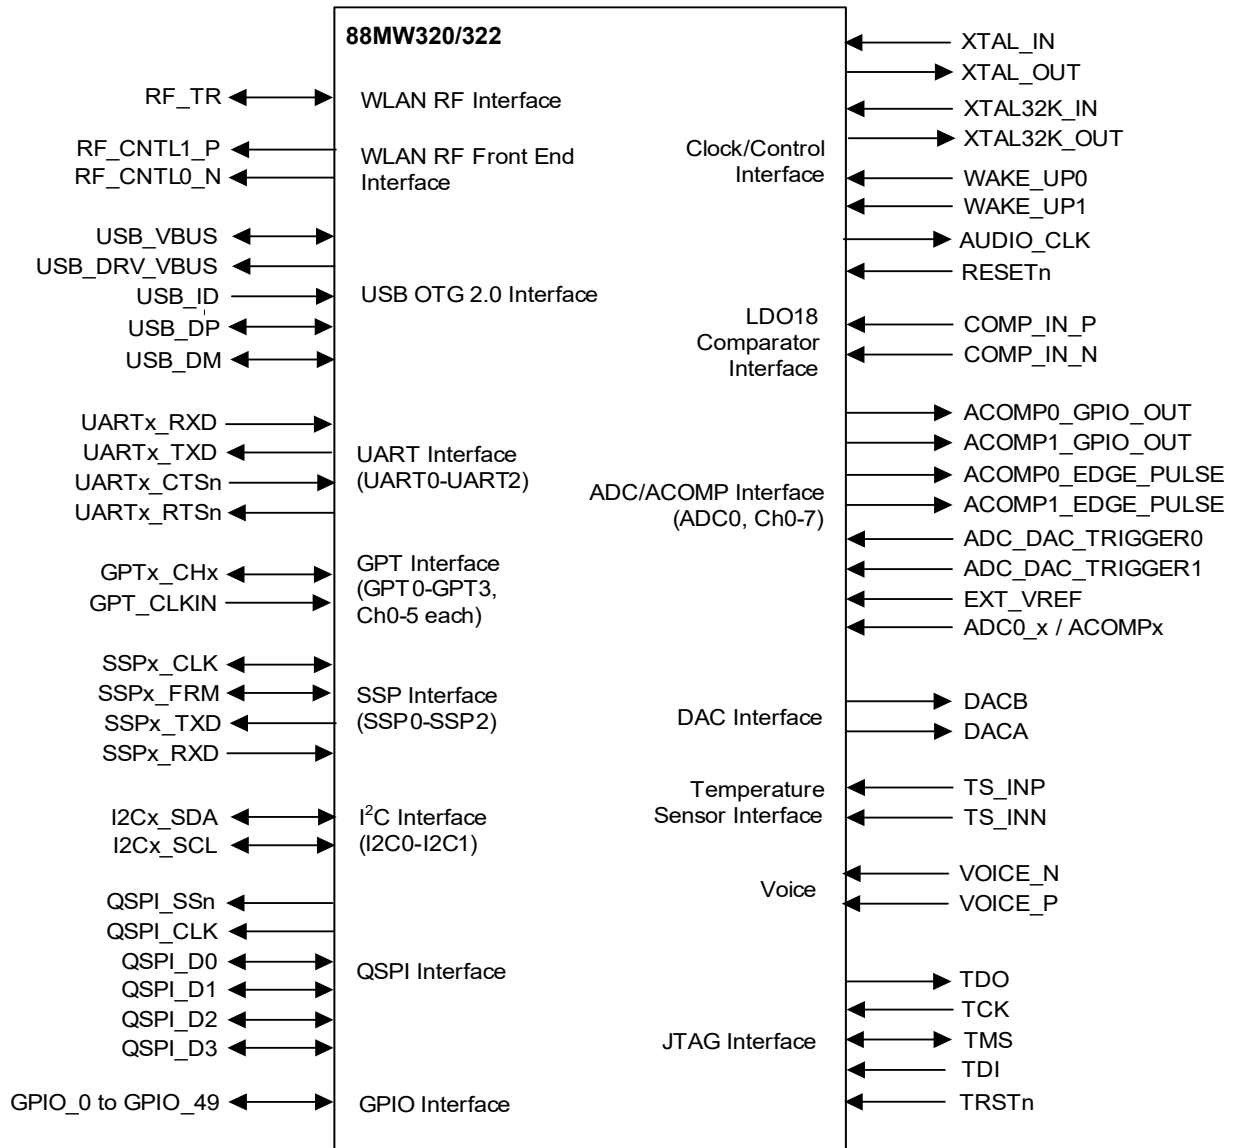 88MW320/322
RF_TR
WLAN RF Interface
RF_CNTL1_P
RF_CNTL0_N
WLAN RF Front End
Interface
USB_VBUS
USB_DRV_VBUS
USB_ID
USB_DP
USB_DM
USB OTG 2.0 Interface
UARTx_RXD
UARTx_TXD
UARTx_CTSn
UARTx_RTSn
UART Interface
(UART0-UART2)
GPTx_CHx
GPT_CLKIN
GPT Interface
(GPT0-GPT3,
Ch0-5 each)
SSPx_CLK
SSPx_FRM
SSPx_TXD
SSPx_RXD
SSP Interface
(SSP0-SSP2)
I2Cx_SDA
I2Cx_SCL
I²C Interface
(I2C0-I2C1)
QSPI_SSn
QSPI_CLK
QSPI_D0
QSPI_D1
QSPI_D2
QSPI_D3
QSPI Interface
GPIO_0 to GPIO_49
GPIO Interface
Clock/Control
Interface
XTAL_IN
XTAL_OUT
XTAL32K_IN
XTAL32K_OUT
WAKE_UP0
WAKE_UP1
AUDIO_CLK
RESETn
LDO18
Comparator
Interface
COMP_IN_P
COMP_IN_N
ADC/ACOMP Interface
(ADC0, Ch0-7)
ACOMP0_GPIO_OUT
ACOMP1_GPIO_OUT
ACOMP0_EDGE_PULSE
ACOMP1_EDGE_PULSE
ADC_DAC_TRIGGER0
ADC_DAC_TRIGGER1
EXT_VREF
ADC0_x / ACOMPx
DAC Interface
DACB
DACA
Temperature
Sensor Interface
TS_INP
TS_INN
Voice
VOICE_N
VOICE_P
JTAG Interface
TDO
TCK
TMS
TDI
TRSTn